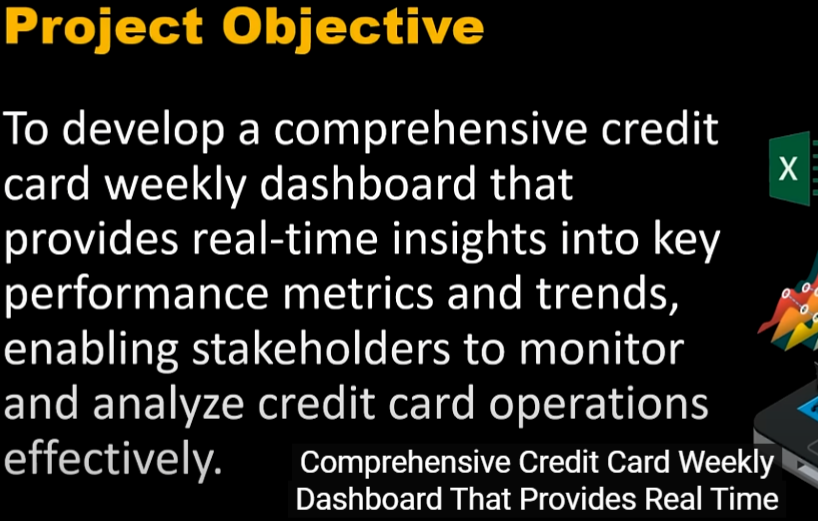 Project Objective
To develop a comprehensive credit
card weekly dashboard that
provides real-time insights into key
performance metrics and trends,
enabling stakeholders to monitor
and analyze credit card operations
effectively.
X
Comprehensive Credit Card Weekly
Dashboard That Provides Real Time